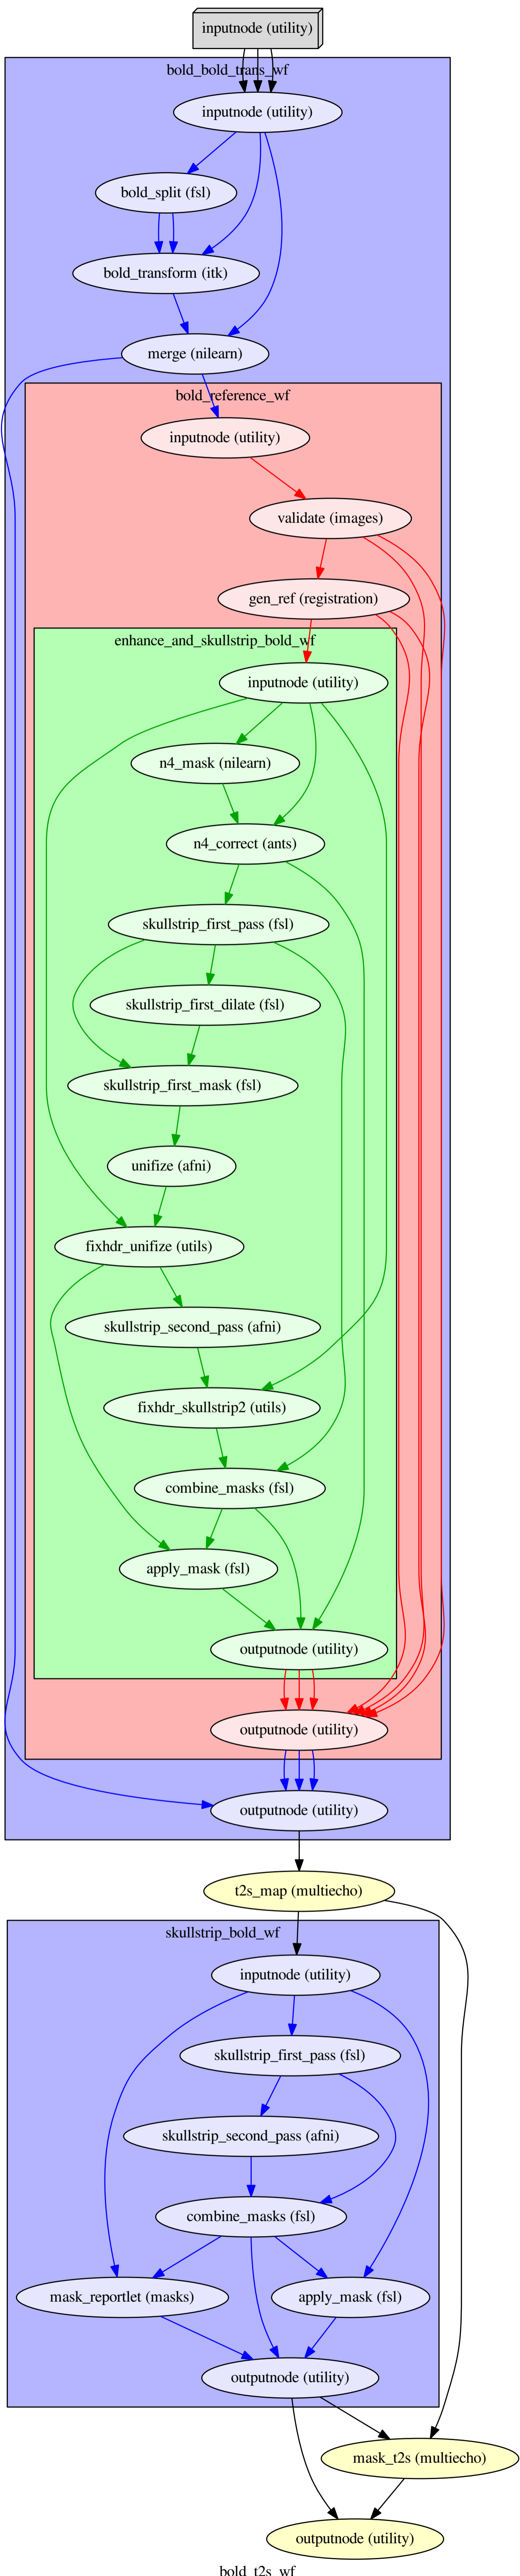 inputnode (utility)
bold_bold_trans_wf
inputnode (utility)
bold_split (fsl)
bold_transform (itk)
merge (nilearn)
bold_reference_wf
inputnode (utility)
validate (images)
gen_ref (registration)
enhance_and_skullstrip_bold_wf
inputnode (utility)
n4_mask (nilearn)
n4_correct (ants)
skullstrip_first_pass (fsl)
skullstrip_first_dilate (fsl)
skullstrip_first_mask (fsl)
unifize (afni)
fixhdr_unifize (utils)
skullstrip_second_pass (afni)
fixhdr_skullstrip2 (utils)
combine_masks (fsl)
apply_mask (fsl)
outputnode (utility)
outputnode (utility)
outputnode (utility)
t2s_map (multiecho)
skullstrip_bold_wf
inputnode (utility)
skullstrip_first_pass (fsl)
skullstrip_second_pass (afni)
combine_masks (fsl)
mask_reportlet (masks)
apply_mask (fsl)
outputnode (utility)
mask_t2s (multiecho)
outputnode (utility)
bold_t2s_wf